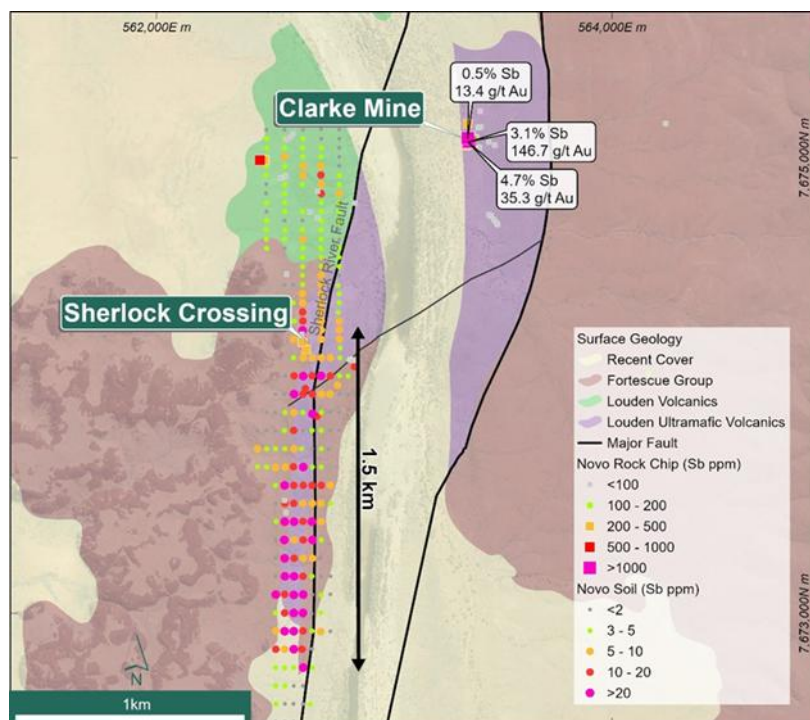 562,000E m
564,000E m
0.5% Sb
13.4 g/t Au
Clarke Mine
3.1% Sb
146.7 g/t Au
4.7% Sb
35.3 g/t Au
7,675,000N m
Sherlock River Fault
Sherlock Crossing
1.5 km
Surface Geology
Recent Cover
Fortescue Group
Louden Volcanics
Louden Ultramafic Volcanics
Major Fault
Novo Rock Chip (Sb ppm)
<100
100 - 200
200 - 500
500 - 1000
>1000
Novo Soil (Sb ppm)
<2
3 - 5
5 - 10
10 - 20
>20
7,673,000N m
N
1km